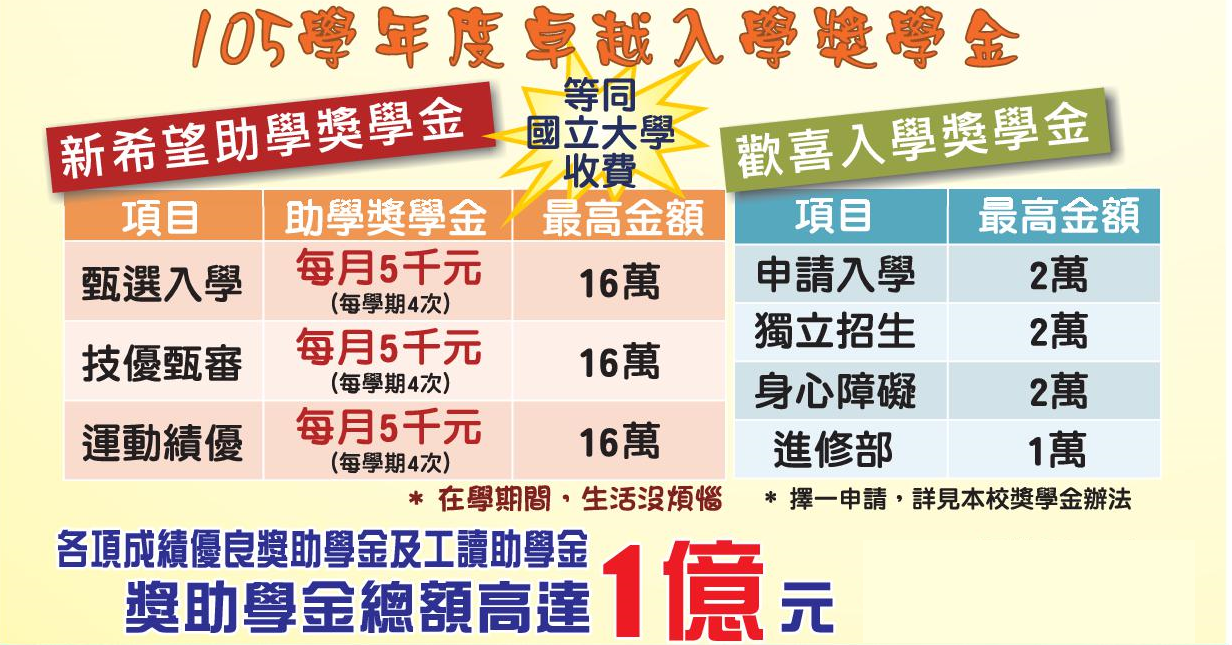 105學年度卓越入學獎學金
等同
國立大學
收費
新希望助學獎學金
項目 助學獎學金 最高金額
甄選入學 每月5千元 (每學期4次) 16萬
技優甄審 每月5千元 (每學期4次) 16萬
運動績優 每月5千元 (每學期4次) 16萬
* 在學期間，生活沒煩惱
歡喜入學獎學金
項目 最高金額
申請入學 2萬
獨立招生 2萬
身心障礙 2萬
進修部 1萬
* 擇一申請，詳見本校獎學金辦法
各項成績優良獎助學金及工讀助學金
獎助學金總額高達1億元